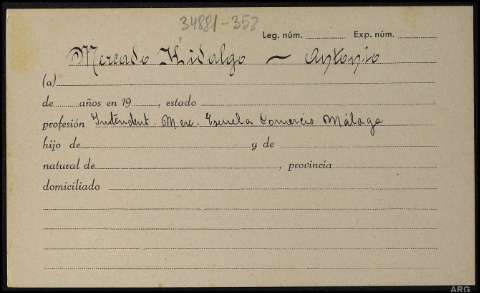 34881-353
Leg. núm. Exp. núm.
Mercado Hidalgo — Antonio
(a)
de años en 19 , estado
profesión Intendent. Merc. Escuela Comercio Málaga
hijo de y de
natural de , provincia
domiciliado
ARG